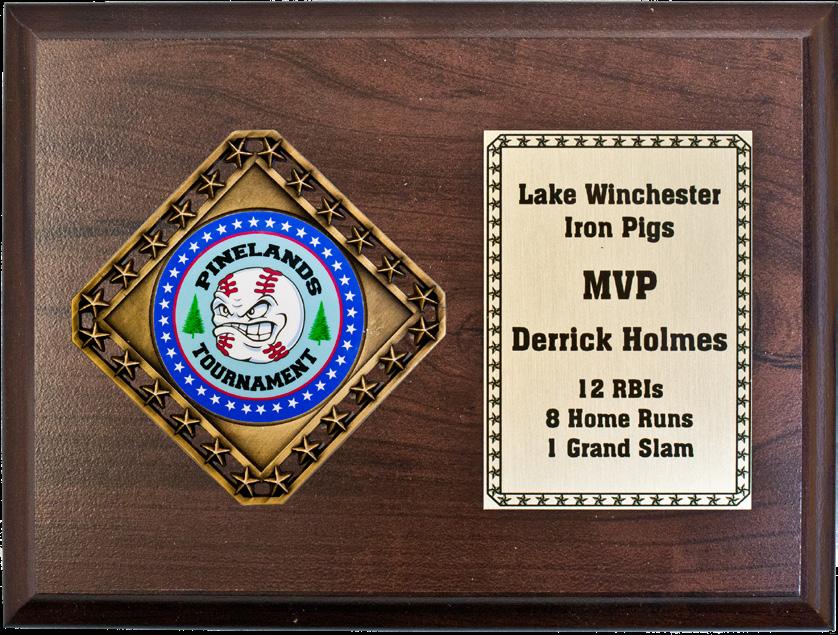 PINELANDS
TOURNAMENT
Lake Winchester
Iron Pigs
MVP
Derrick Holmes
12 RBIs
8 Home Runs
1 Grand Slam